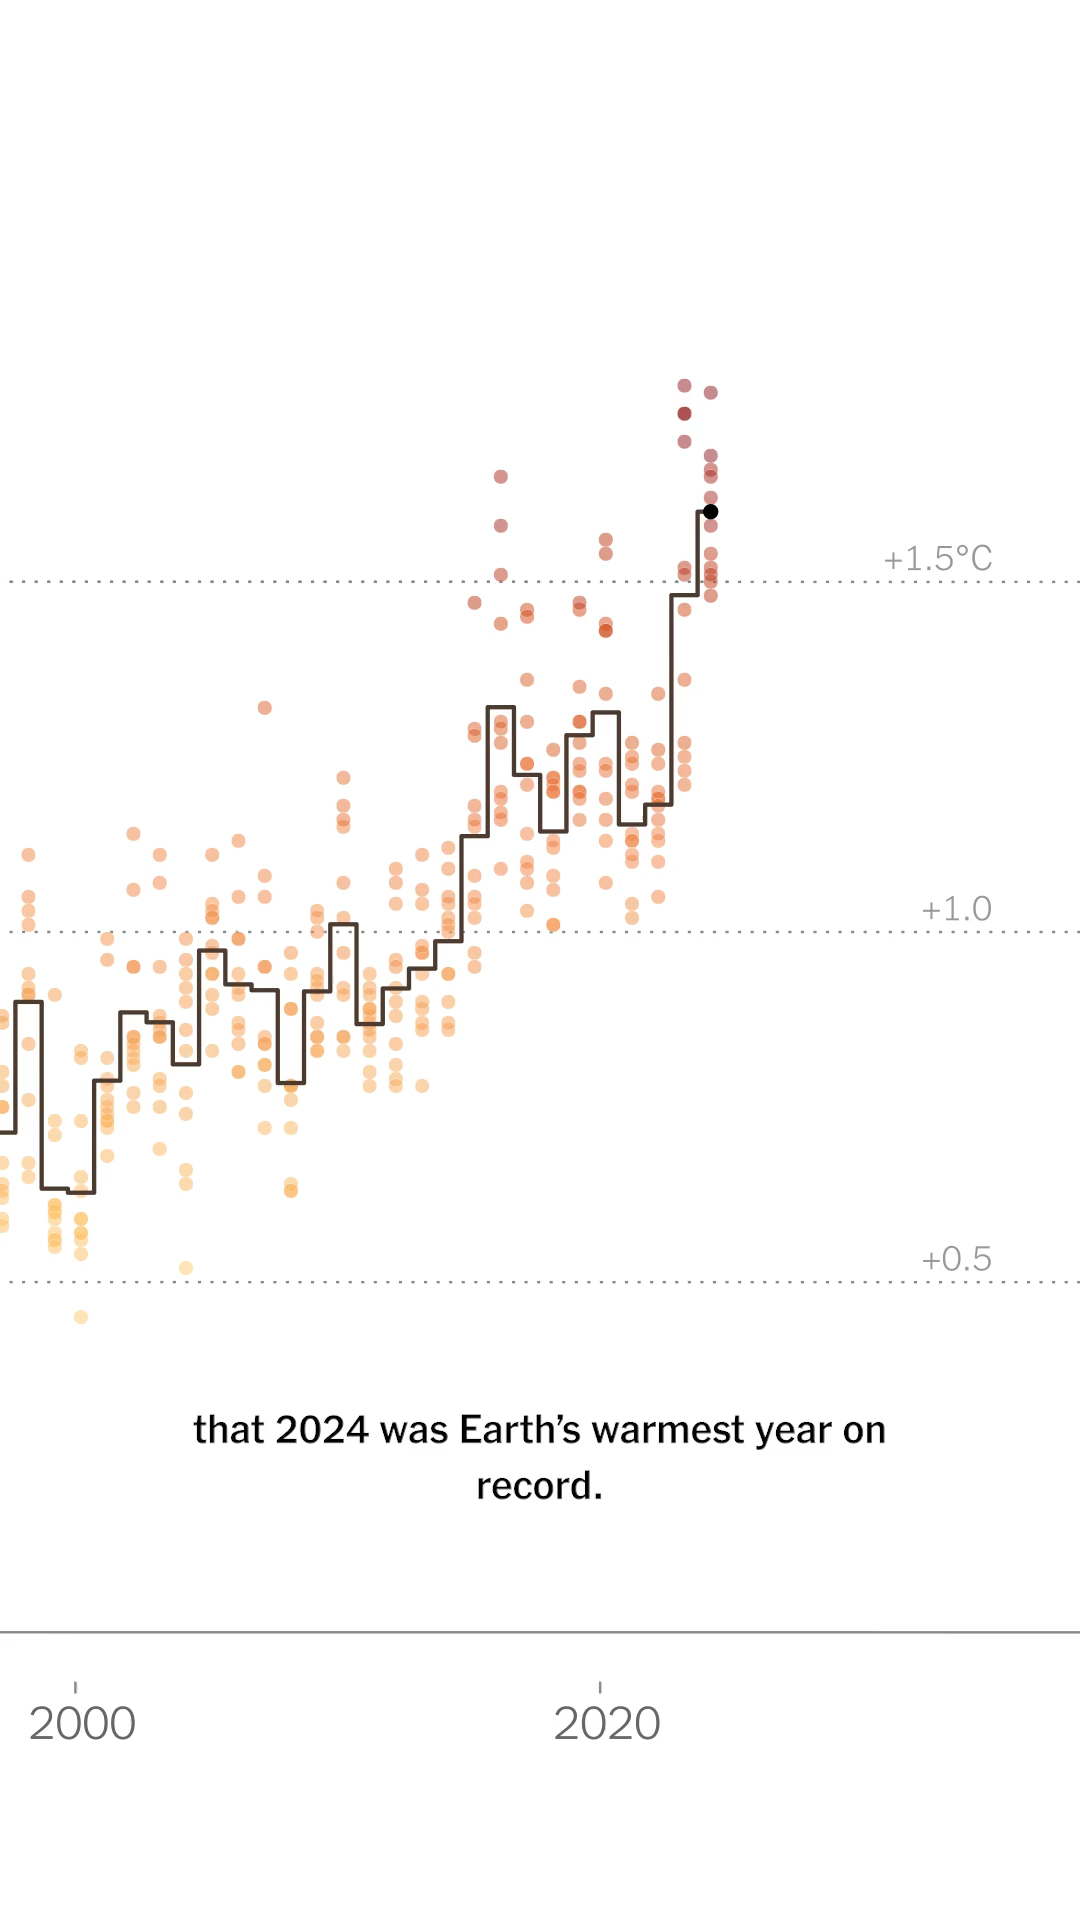 +1.5°C
+1.0
+0.5
that 2024 was Earth’s warmest year on
record.
2000
2020